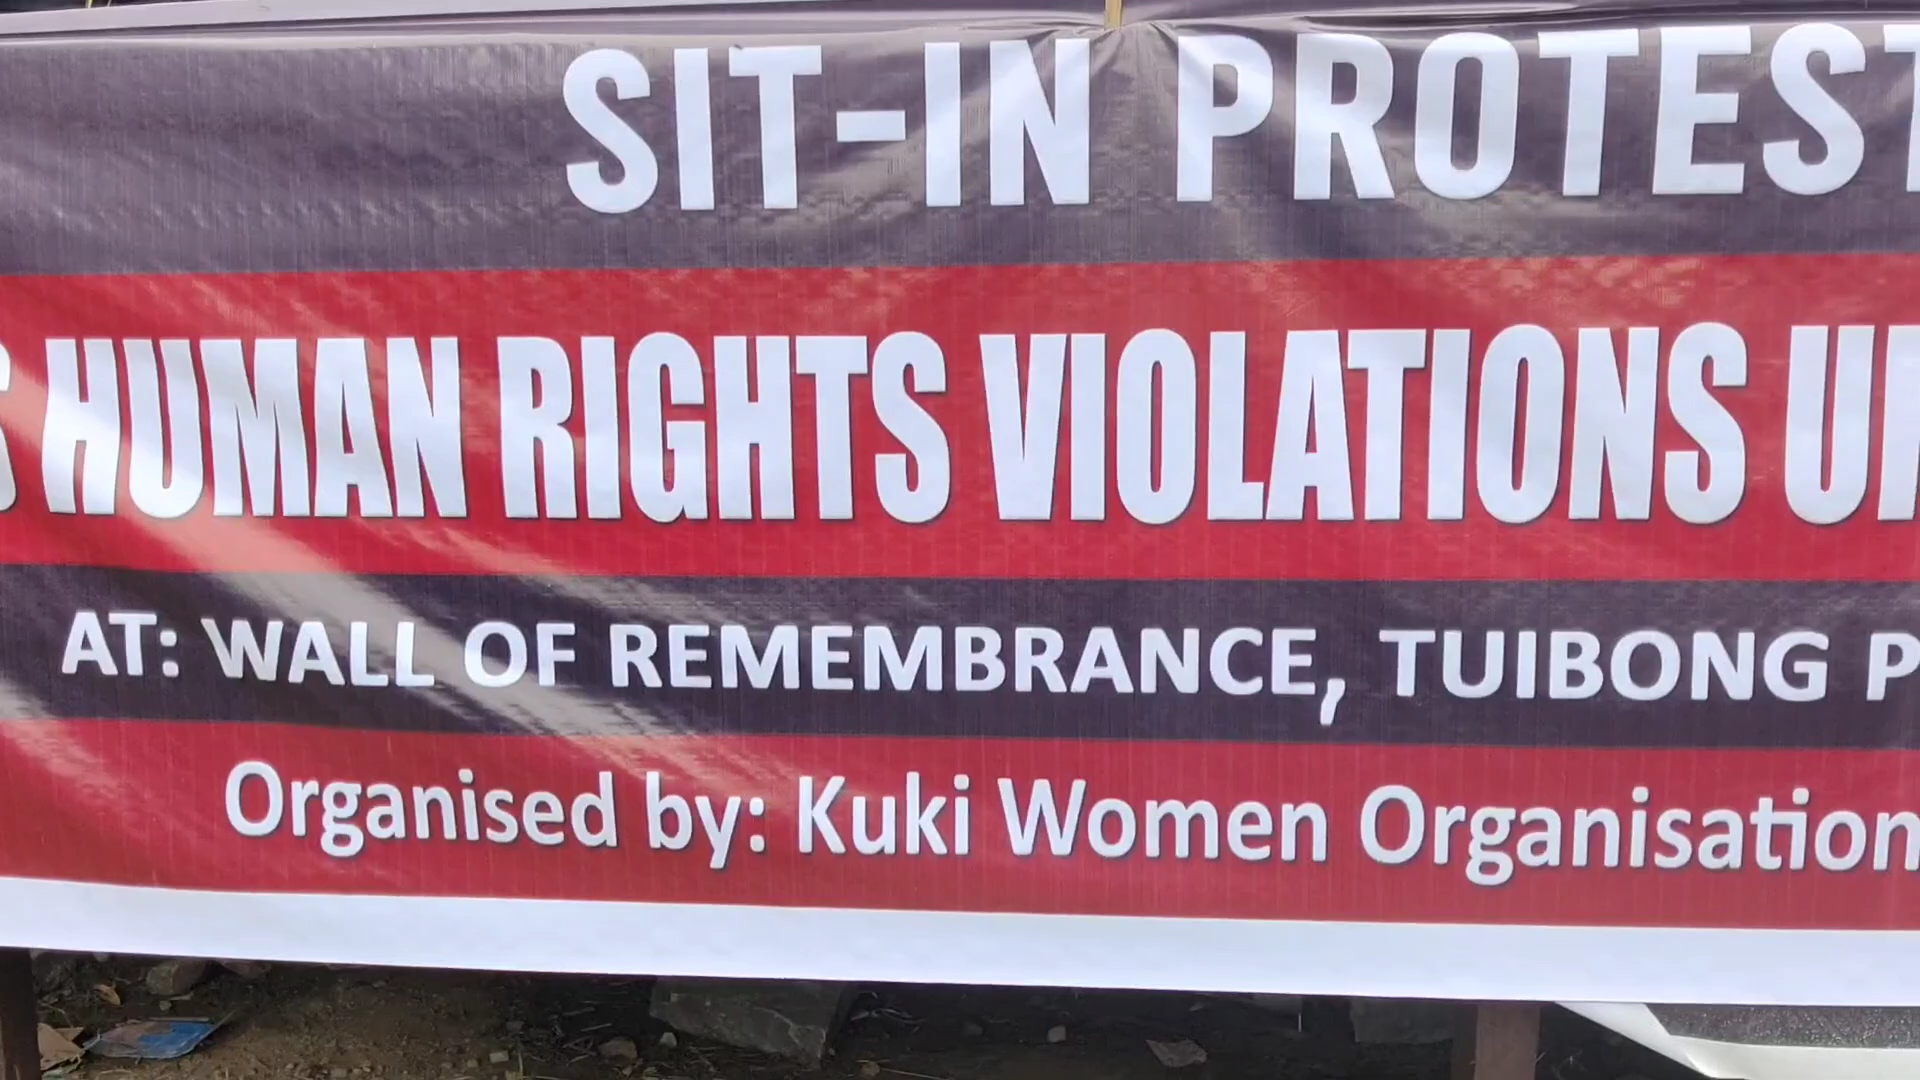 SIT-IN PROTEST
HUMAN RIGHTS VIOLATIONS
AT: WALL OF REMEMBRANCE, TUIBONG
Organised by: Kuki Women Organisation